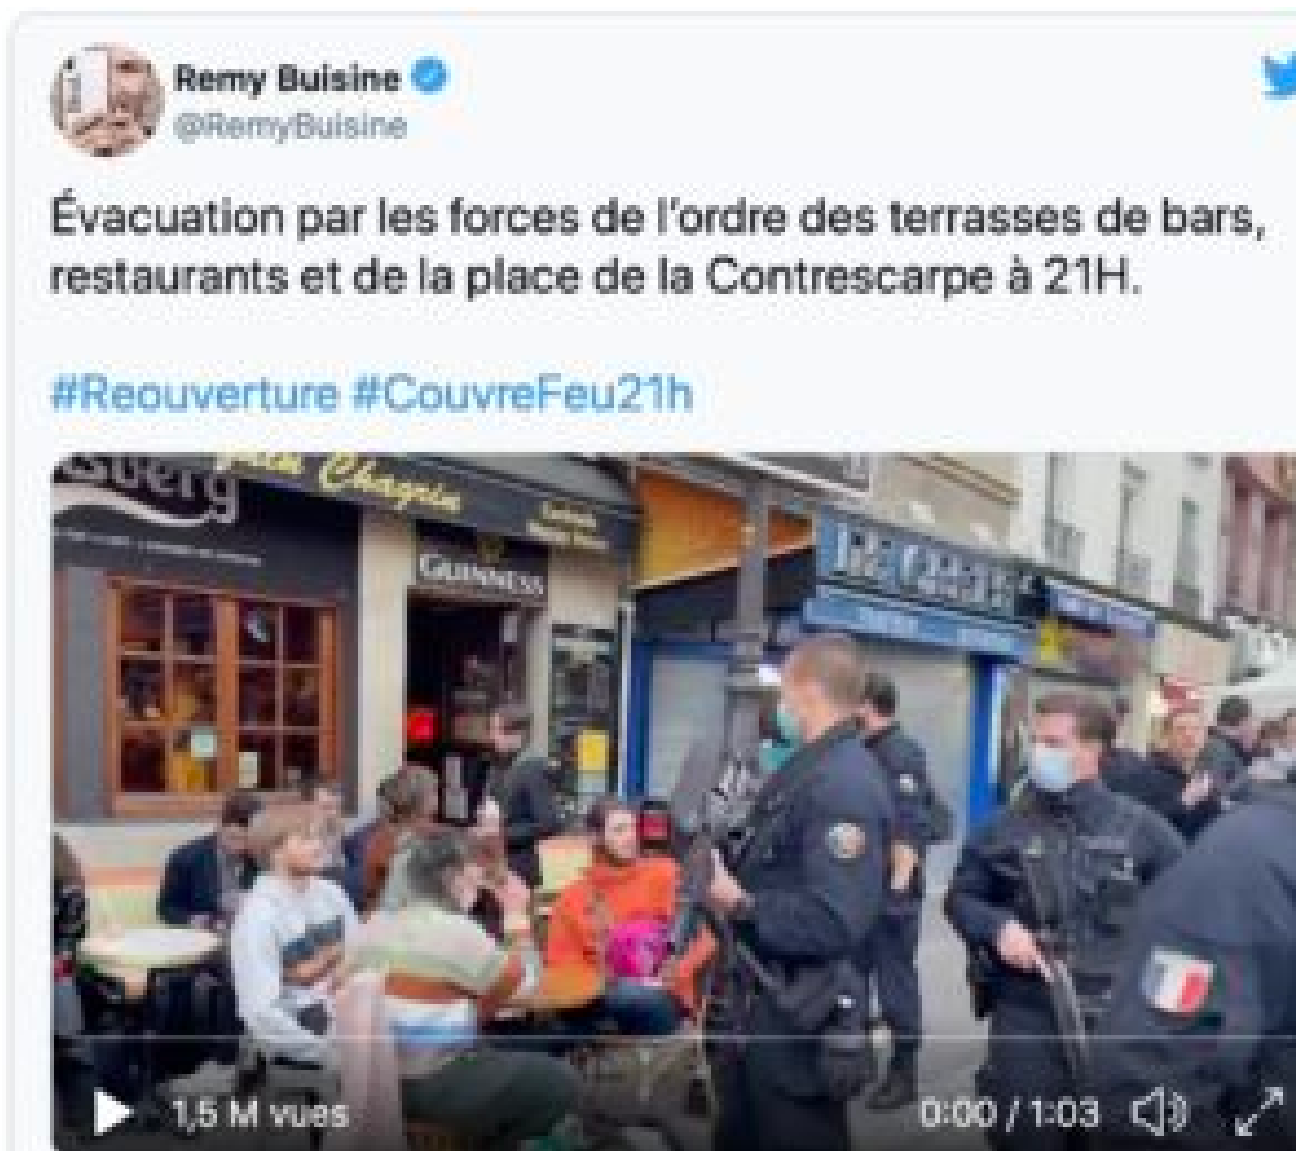 Remy Buisine
@RemyBuisine
Évacuation par les forces de l'ordre des terrasses de bars,
restaurants et de la place de la Contrescarpe à 21H.
#Reouverture #CouvreFeu21h
Chagrin
GUINNESS
1,5 M vues
0:00 / 1:03